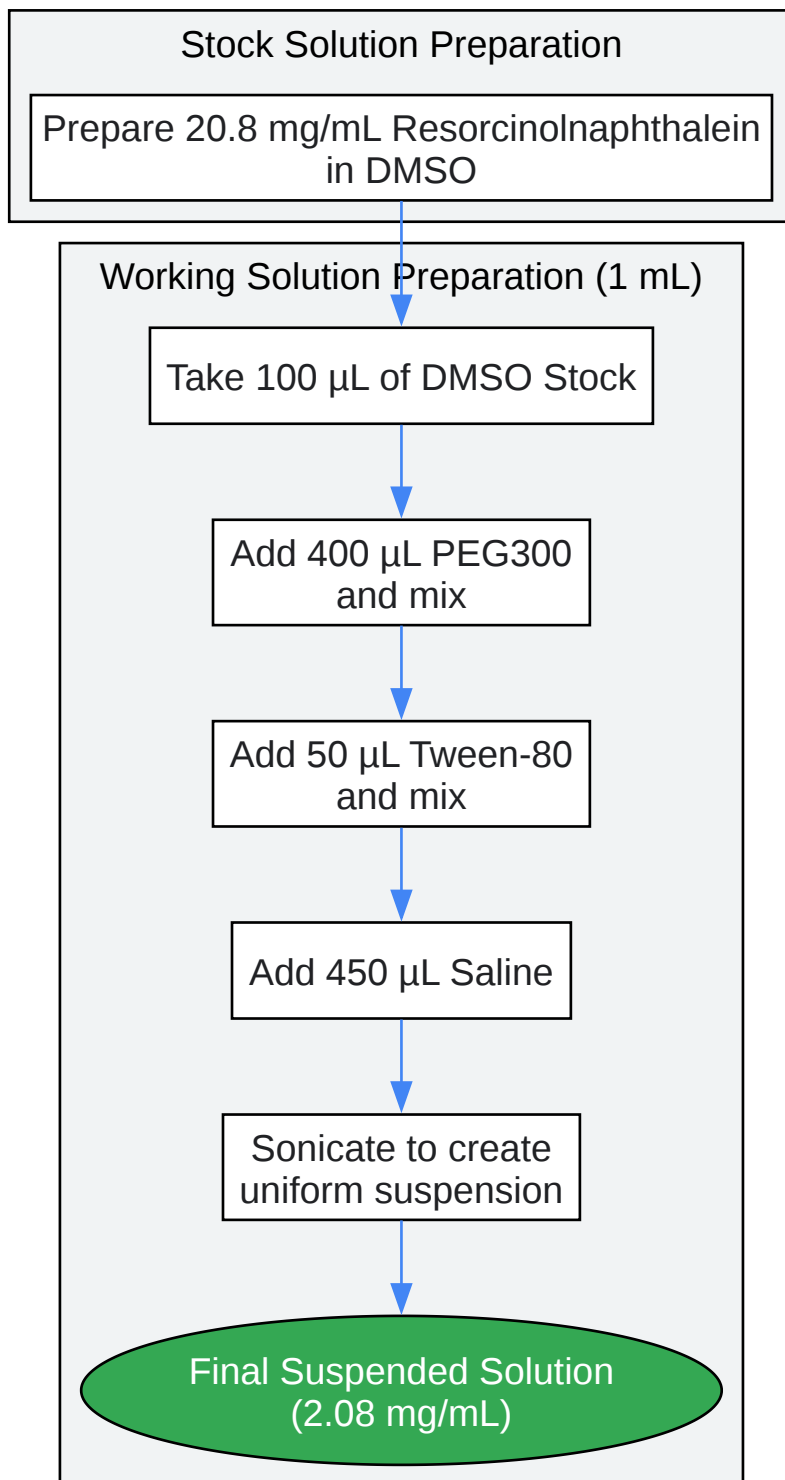 Stock Solution Preparation
Prepare 20.8 mg/mL Resorcinolnaphthalein
in DMSO
Working Solution Preparation (1 mL)
Take 100 µL of DMSO Stock
Add 400 µL PEG300
and mix
Add 50 µL Tween-80
and mix
Add 450 µL Saline
Sonicate to create
uniform suspension
Final Suspended Solution
(2.08 mg/mL)